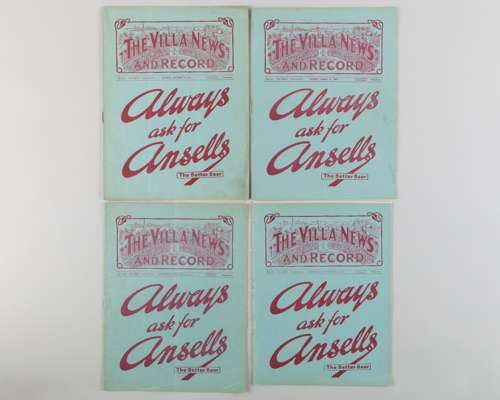 THE VILLA NEWS
AND RECORD
Always
ask for
Ansells
The Better Beer
THE VILLA NEWS
AND RECORD
Always
ask for
Ansells
The Better Beer
THE VILLA NEWS
AND RECORD
Always
ask for
Ansells
The Better Beer
THE VILLA NEWS
AND RECORD
Always
ask for
Ansells
The Better Beer